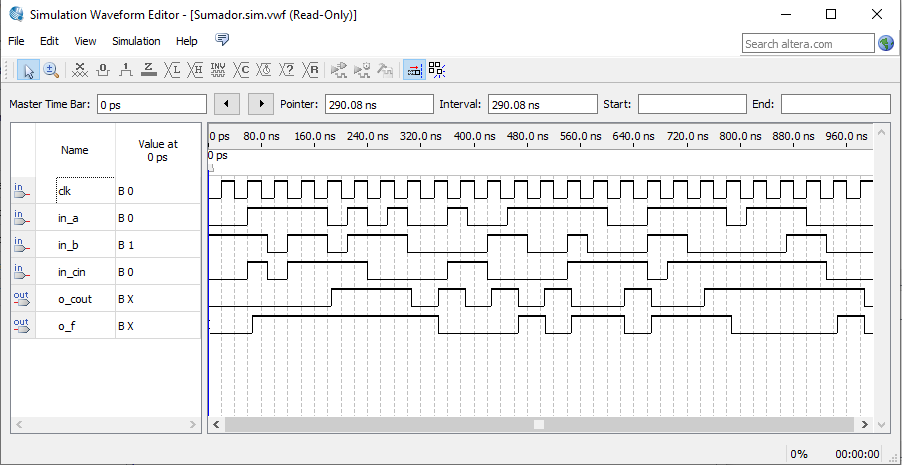 Simulation Waveform Editor - [Sumador.sim.vwf (Read-Only)]
File Edit View Simulation Help
Search altera.com
Master Time Bar: 0 ps Pointer: 290.08 ns Interval: 290.08 ns Start: End:
Name Value at 0 ps
0 ps 80.0 ns 160.0 ns 240.0 ns 320.0 ns 400.0 ns 480.0 ns 560.0 ns 640.0 ns 720.0 ns 800.0 ns 880.0 ns 960.0 ns
0 ps
in clk B 0
in in_a B 0
in in_b B 1
in in_cin B 0
out o_cout B X
out o_f B X
0% 00:00:00